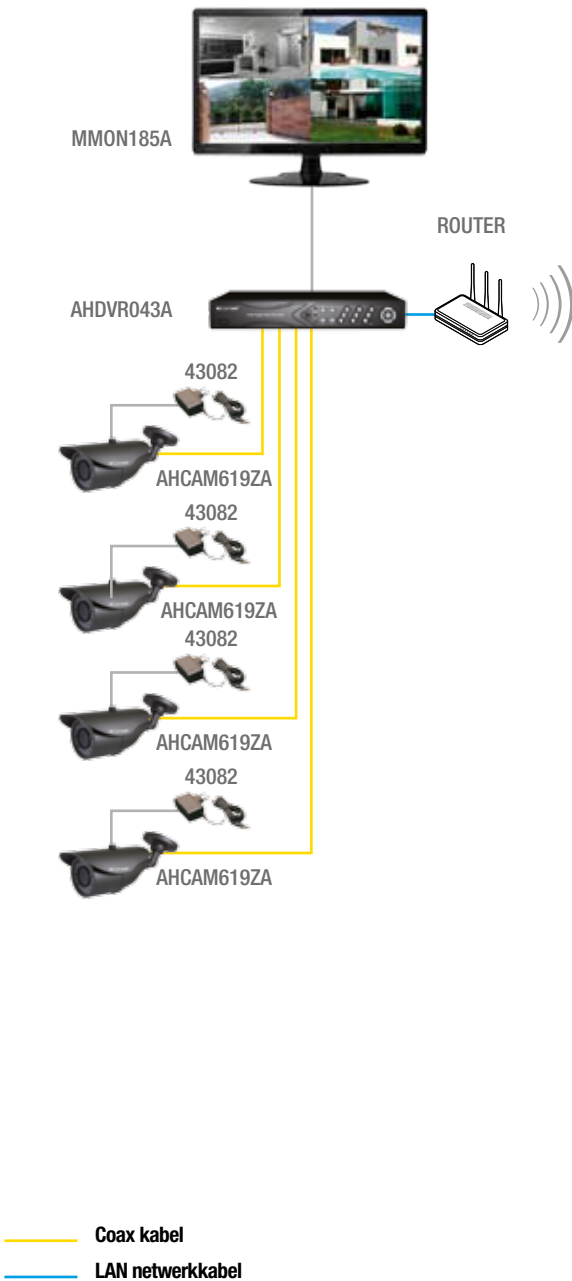 MMON185A
ROUTER
AHDVR043A
43082
AHCAM619ZA
43082
AHCAM619ZA
43082
AHCAM619ZA
43082
AHCAM619ZA
Coax kabel
LAN netwerkkabel